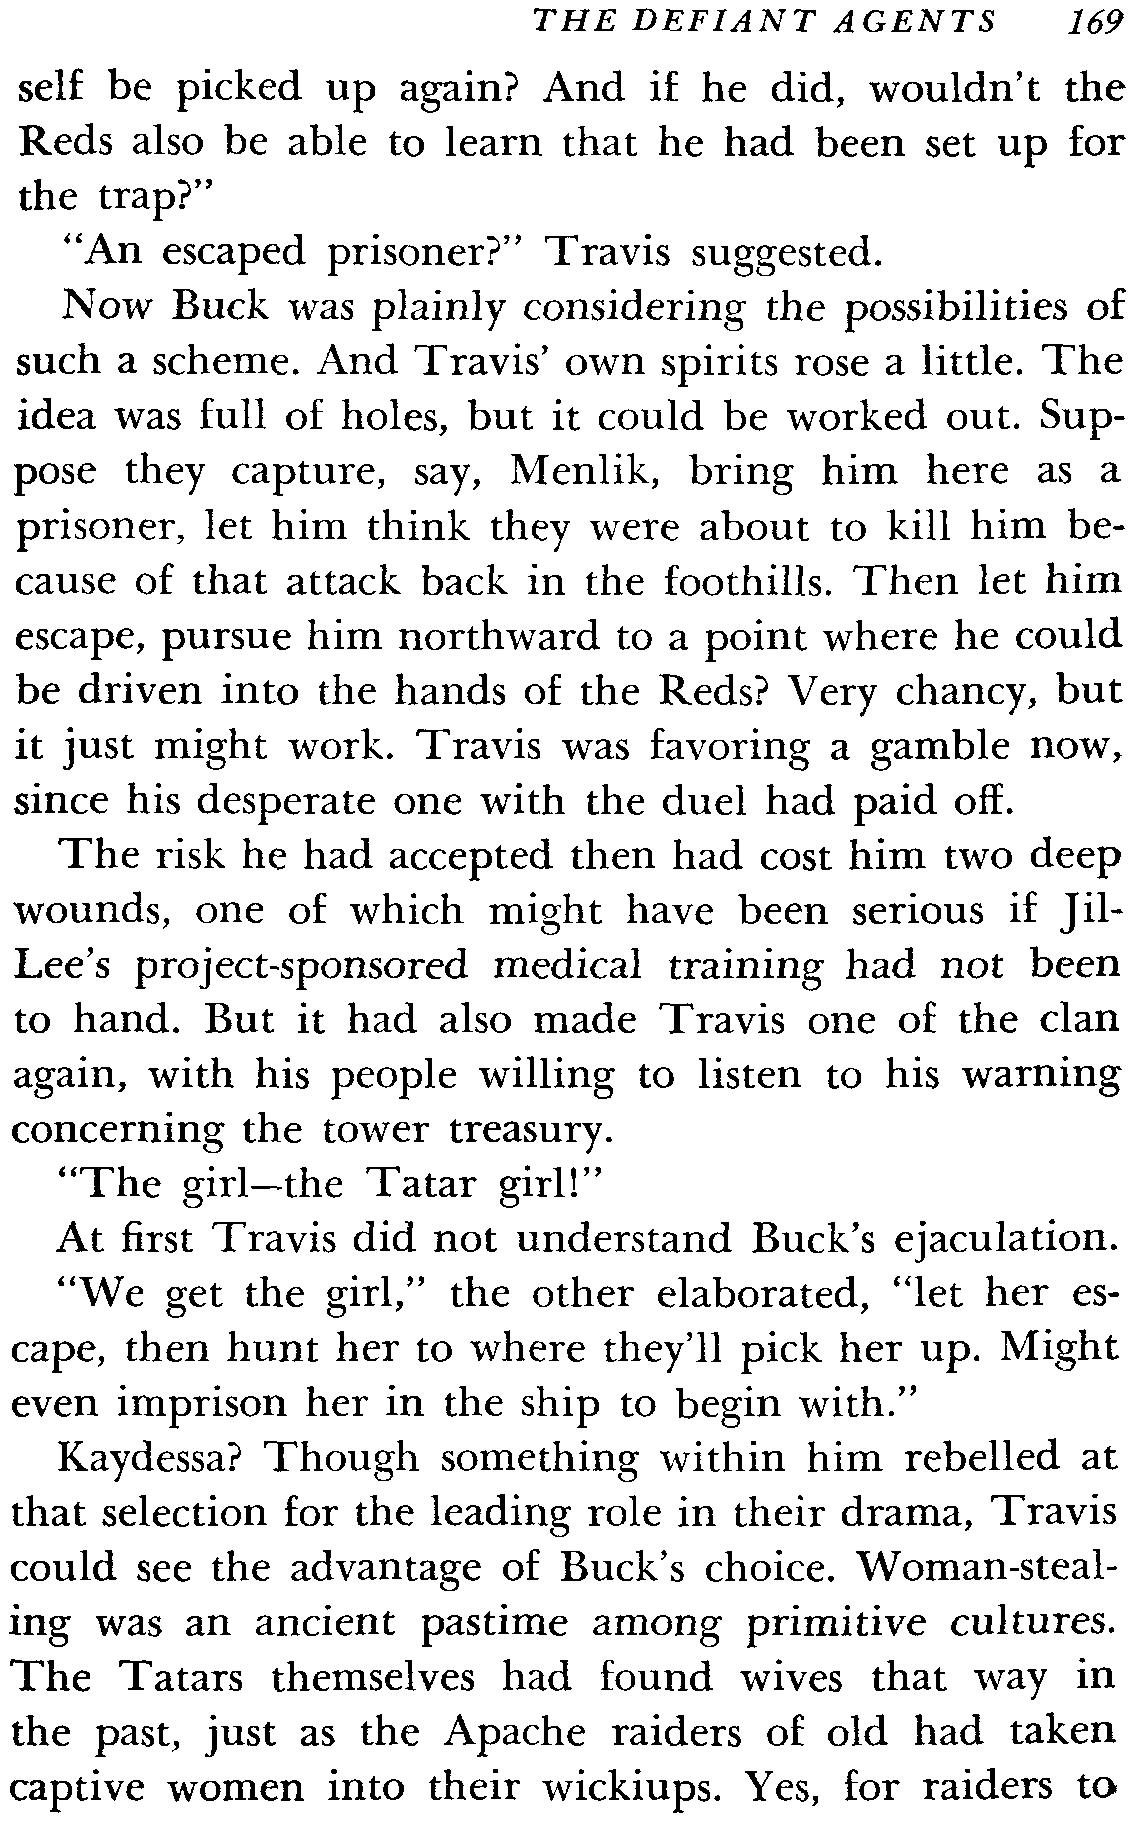 THE DEFIANT AGENTS 169
self be picked up again? And if he did, wouldn't the
Reds also be able to learn that he had been set up for
the trap?"
"An escaped prisoner?" Travis suggested.
Now Buck was plainly considering the possibilities of
such a scheme. And Travis' own spirits rose a little. The
idea was full of holes, but it could be worked out. Sup-
pose they capture, say, Menlik, bring him here as a
prisoner, let him think they were about to kill him be-
cause of that attack back in the foothills. Then let him
escape, pursue him northward to a point where he could
be driven into the hands of the Reds? Very chancy, but
it just might work. Travis was favoring a gamble now,
since his desperate one with the duel had paid off.
The risk he had accepted then had cost him two deep
wounds, one of which might have been serious if Jil-
Lee's project-sponsored medical training had not been
to hand. But it had also made Travis one of the clan
again, with his people willing to listen to his warning
concerning the tower treasury.
"The girl—the Tatar girl!"
At first Travis did not understand Buck's ejaculation.
"We get the girl," the other elaborated, "let her es-
cape, then hunt her to where they'll pick her up. Might
even imprison her in the ship to begin with."
Kaydessa? Though something within him rebelled at
that selection for the leading role in their drama, Travis
could see the advantage of Buck's choice. Woman-steal-
ing was an ancient pastime among primitive cultures.
The Tatars themselves had found wives that way in
the past, just as the Apache raiders of old had taken
captive women into their wickiups. Yes, for raiders to